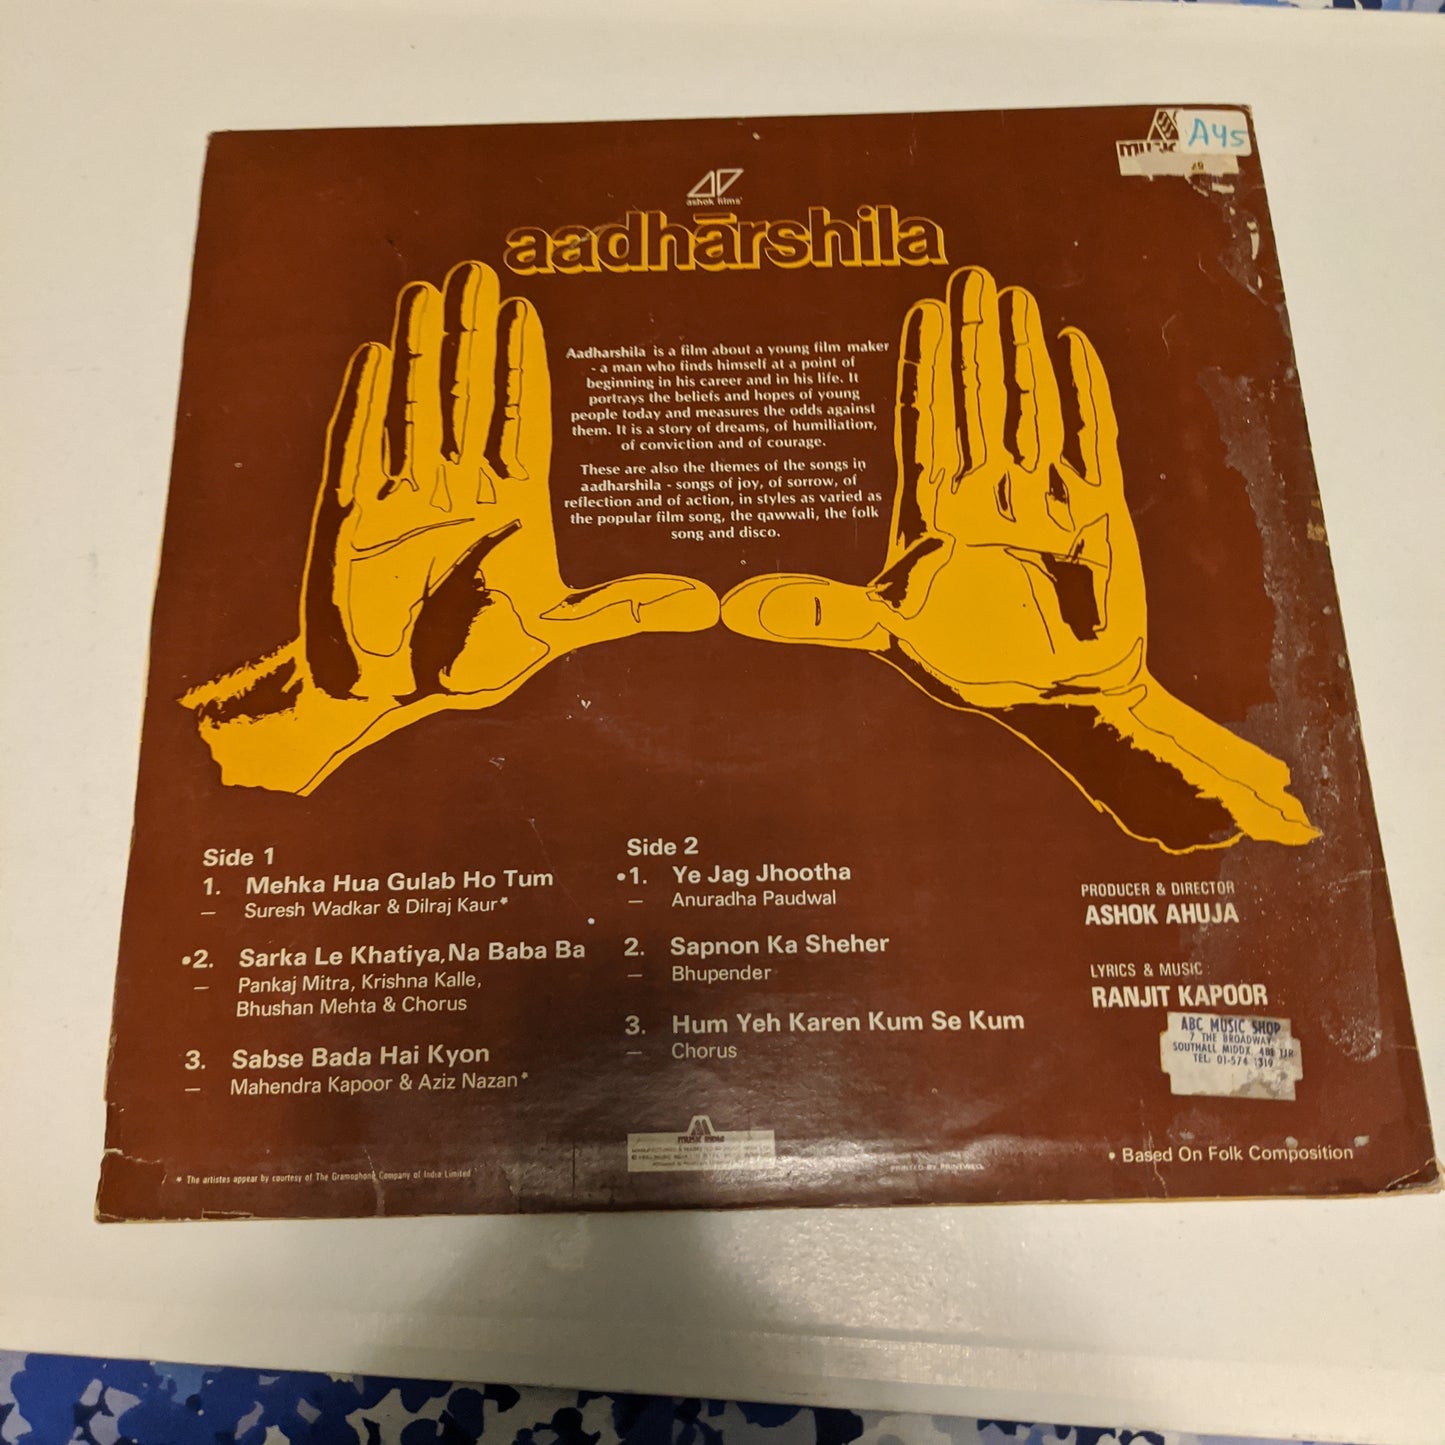 A45
ashok films'
aadhārshila
Aadharshila is a film about a young film maker
- a man who finds himself at a point of
beginning in his career and in his life. It
portrays the beliefs and hopes of young
people today and measures the odds against
them. It is a story of dreams, of humiliation,
of conviction and of courage.
These are also the themes of the songs in
aadharshila - songs of joy, of sorrow, of
reflection and of action, in styles as varied as
the popular film song, the qawwali, the folk
song and disco.
Side 1
1. Mehka Hua Gulab Ho Tum
— Suresh Wadkar & Dilraj Kaur*
•2. Sarka Le Khatiya, Na Baba Ba
— Pankaj Mitra, Krishna Kalle,
Bhushan Mehta & Chorus
3. Sabse Bada Hai Kyon
— Mahendra Kapoor & Aziz Nazan*
Side 2
•1. Ye Jag Jhootha
— Anuradha Paudwal
2. Sapnon Ka Sheher
— Bhupender
3. Hum Yeh Karen Kum Se Kum
— Chorus
PRODUCER & DIRECTOR
ASHOK AHUJA
LYRICS & MUSIC
RANJIT KAPOOR
ABC MUSIC SHOP
7 THE BROADWAY
SOUTHALL MIDDX.
TEL: 01-574 1319
• Based On Folk Composition
* The artistes appear by courtesy of The Gramophone Company of India Limited
music india
PRINTED BY PRINTWELL